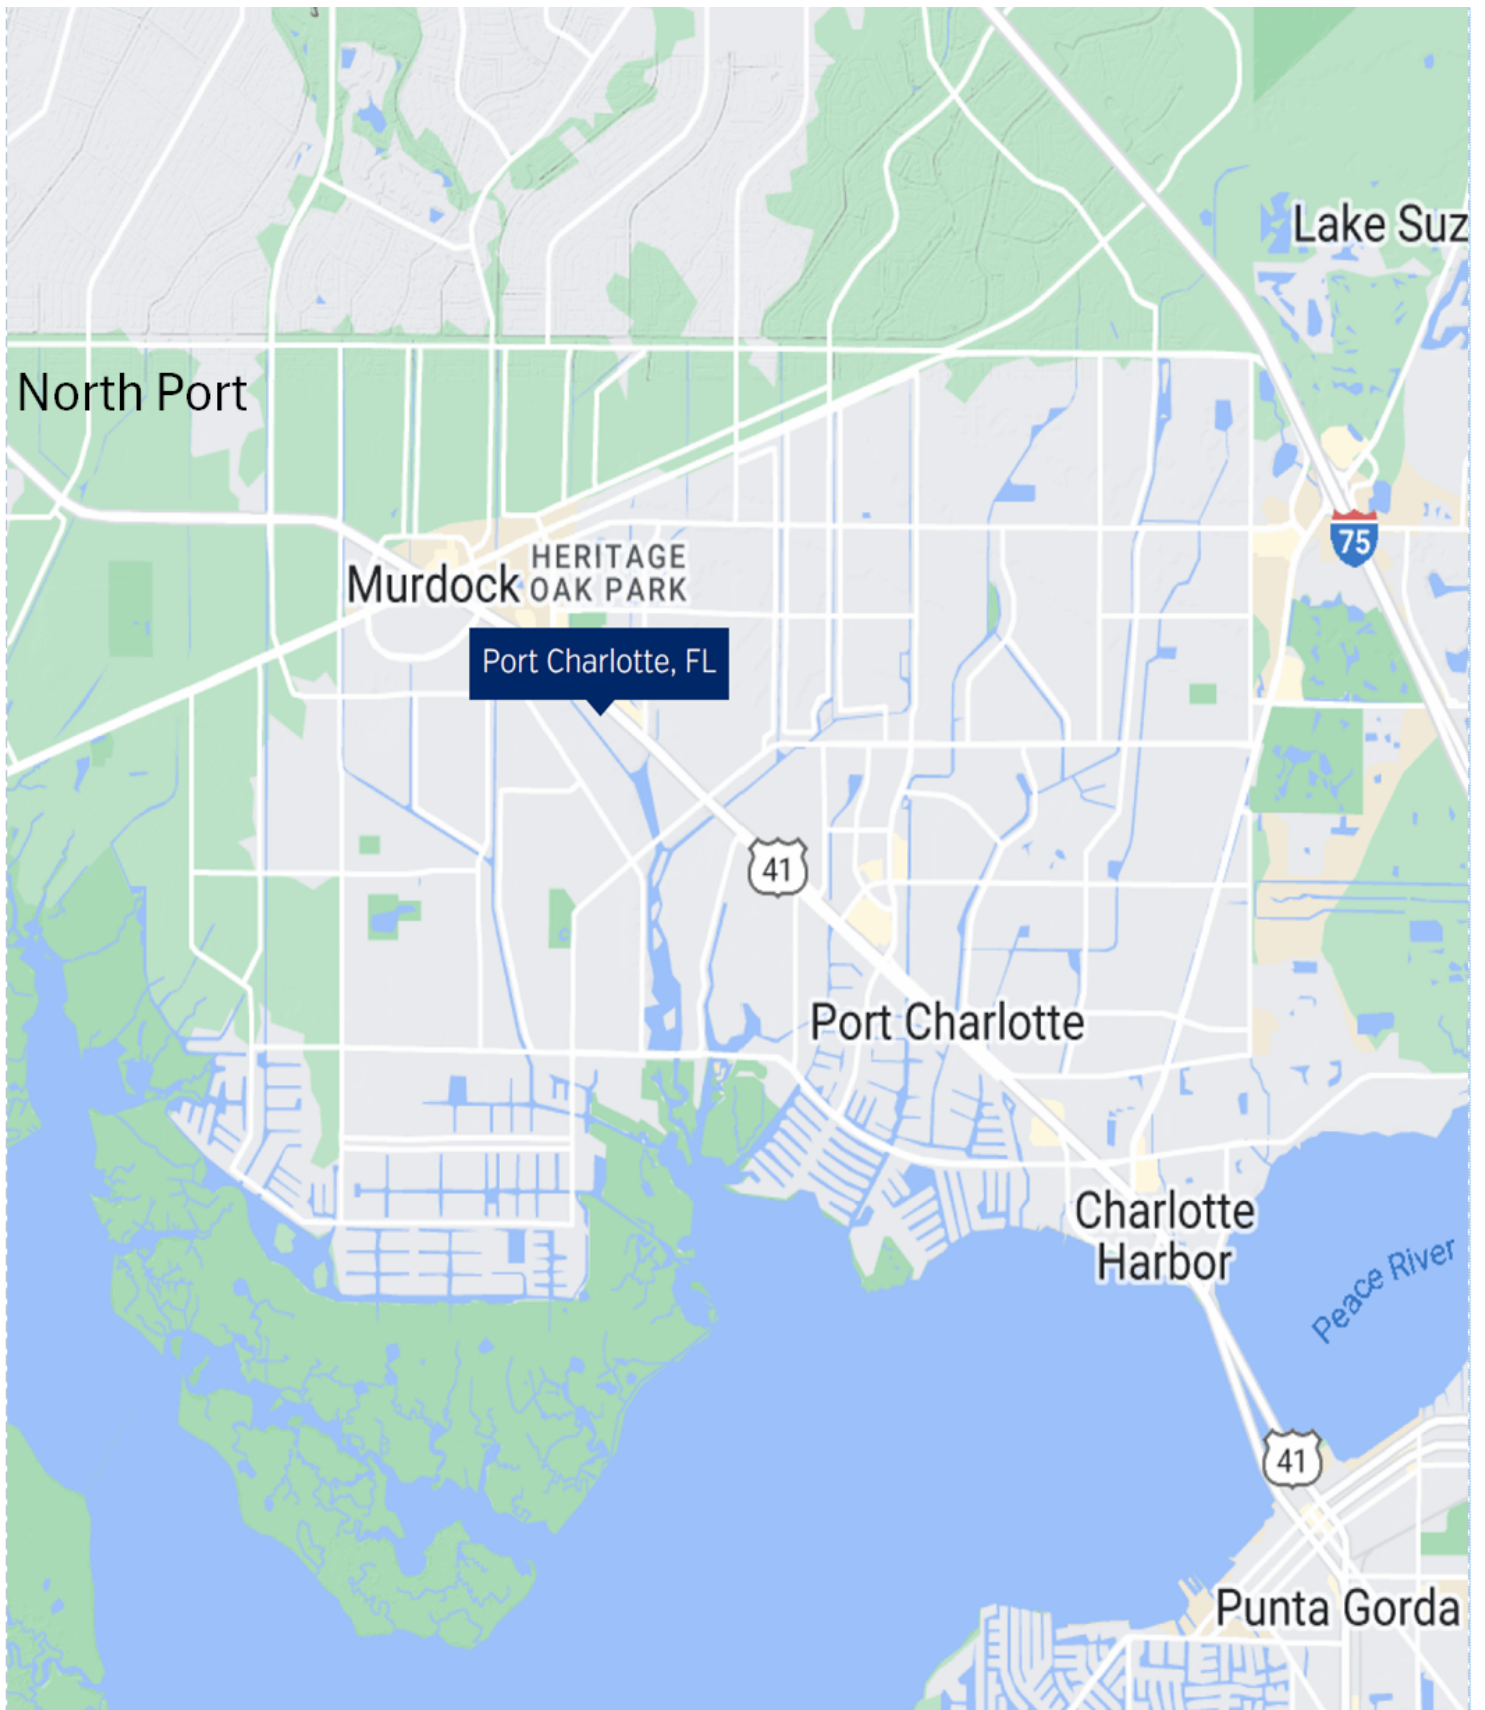 Lake Suz
North Port
75
HERITAGE
OAK PARK
Murdock
Port Charlotte, FL
41
Port Charlotte
Charlotte
Harbor
Peace River
41
Punta Gorda